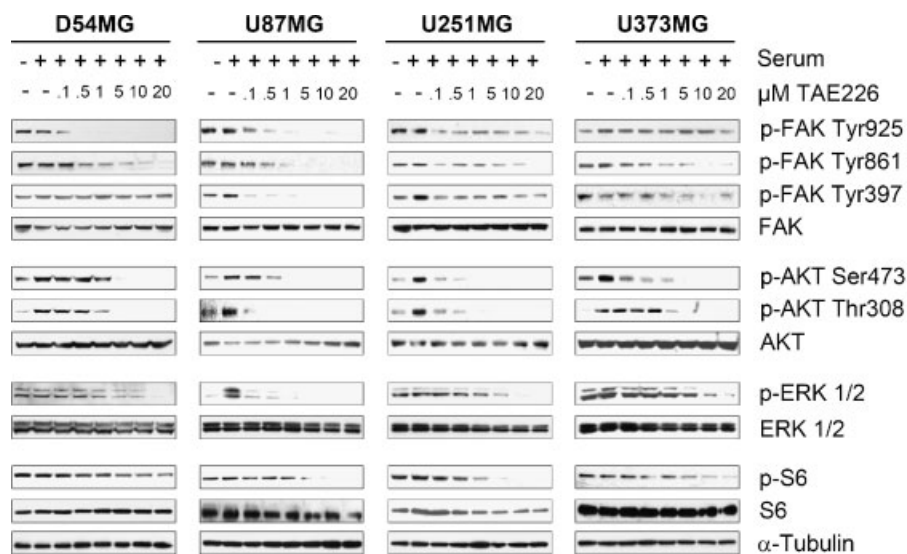 D54MG U87MG U251MG U373MG
- + + + + + + + - + + + + + + + - + + + + + + + - + + + + + + + Serum
- - .1 .5 1 5 10 20 - - .1 .5 1 5 10 20 - - .1 .5 1 5 10 20 - - .1 .5 1 5 10 20 µM TAE226
p-FAK Tyr925
p-FAK Tyr861
p-FAK Tyr397
FAK
p-AKT Ser473
p-AKT Thr308
AKT
p-ERK 1/2
ERK 1/2
p-S6
S6
α-Tubulin